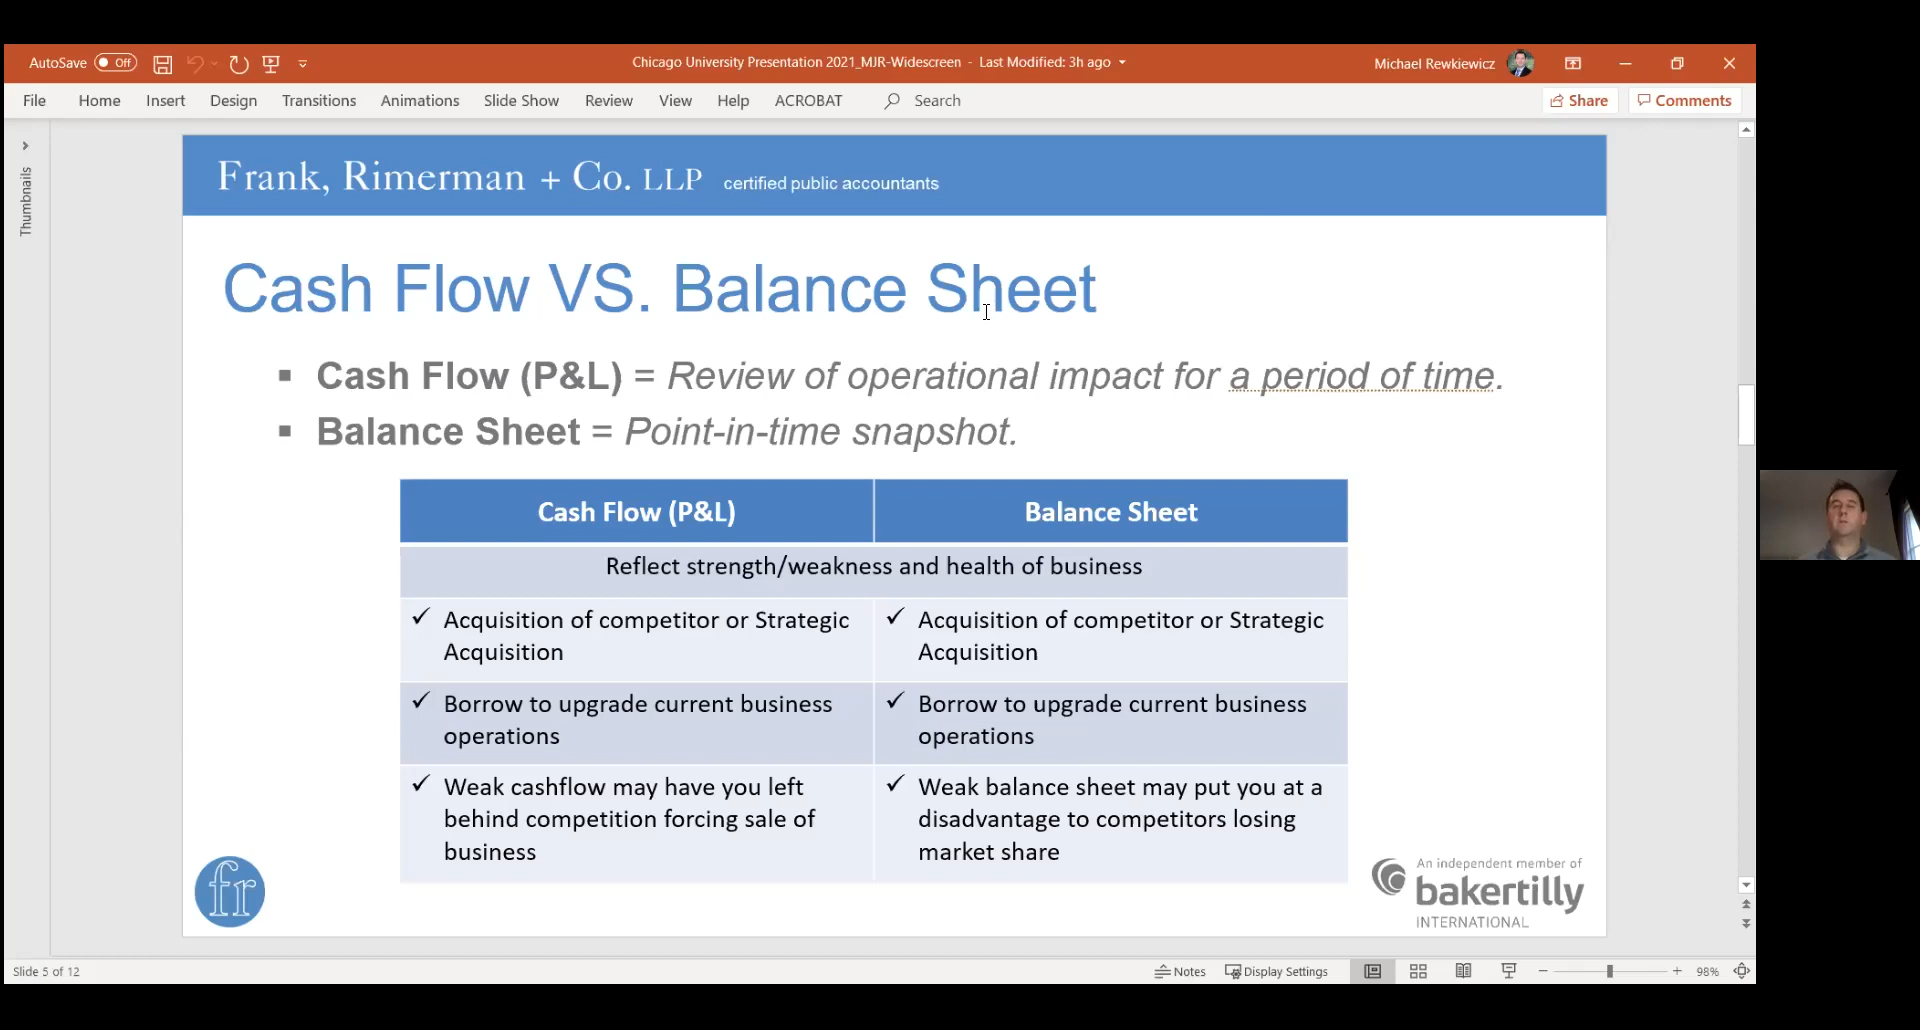 AutoSave Off
Chicago University Presentation 2021_MJR-Widescreen - Last Modified: 3h ago
Michael Rewkiewicz
File Home Insert Design Transitions Animations Slide Show Review View Help ACROBAT Search
Share Comments
Thumbnails
Frank, Rimerman + Co. LLP certified public accountants
Cash Flow VS. Balance Sheet
▪ Cash Flow (P&L) = Review of operational impact for a period of time.
▪ Balance Sheet = Point-in-time snapshot.
Cash Flow (P&L) Balance Sheet
Reflect strength/weakness and health of business
✓ Acquisition of competitor or Strategic
Acquisition
✓ Acquisition of competitor or Strategic
Acquisition
✓ Borrow to upgrade current business
operations
✓ Borrow to upgrade current business
operations
✓ Weak cashflow may have you left
behind competition forcing sale of
business
✓ Weak balance sheet may put you at a
disadvantage to competitors losing
market share
fr
An independent member of
bakertilly
INTERNATIONAL
Slide 5 of 12
Notes Display Settings
98%